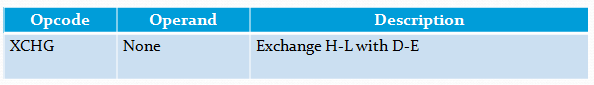 Opcode Operand Description
XCHG None Exchange H-L with D-E